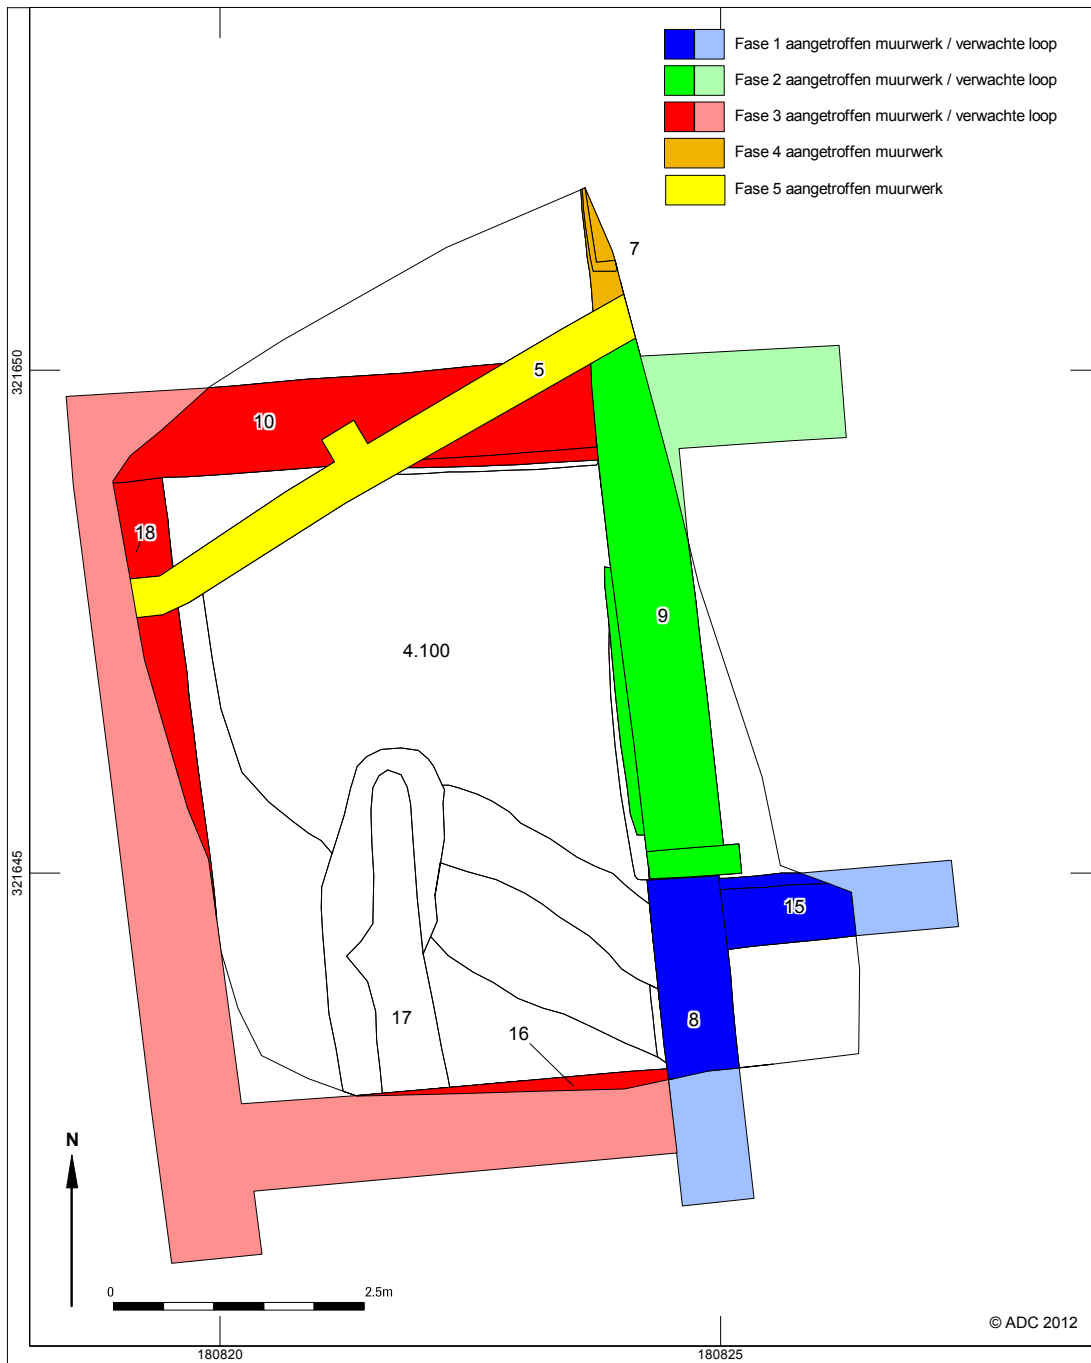 Fase 1 aangetroffen muurwerk / verwachte loop
Fase 2 aangetroffen muurwerk / verwachte loop
Fase 3 aangetroffen muurwerk / verwachte loop
Fase 4 aangetroffen muurwerk
Fase 5 aangetroffen muurwerk
7
321650
5
10
18
9
4.100
321645
15
8
17
16
N
0 2.5m
© ADC 2012
180820 180825